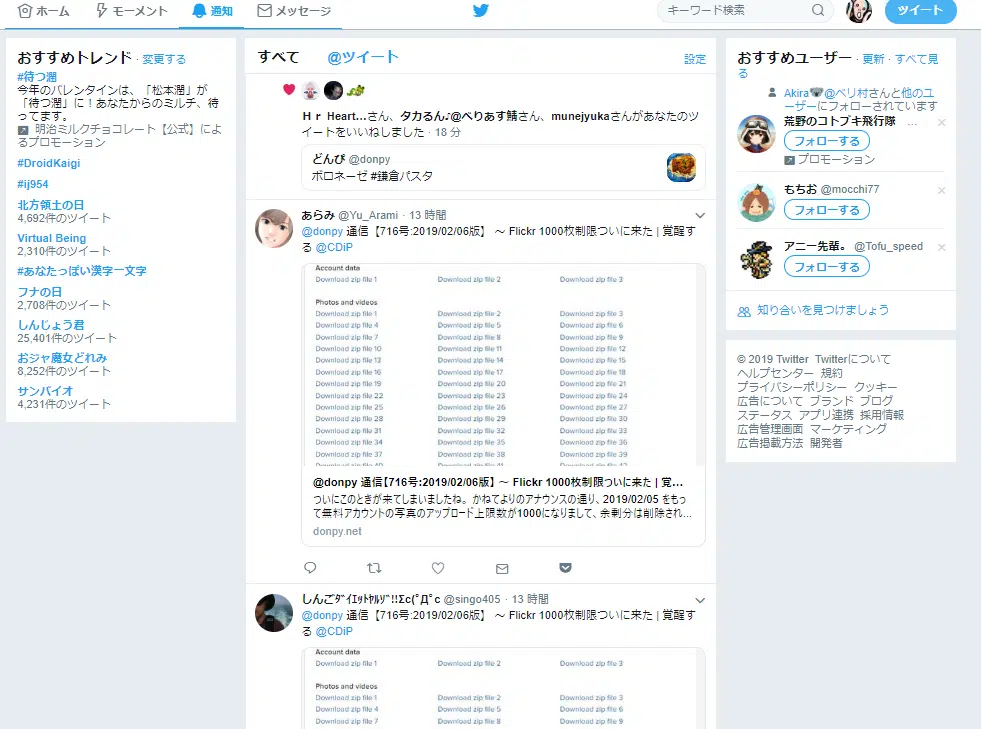 ホーム モーメント 通知 メッセージ キーワード検索 ツイート
おすすめトレンド · 変更する
#待つ潤
今年のバレンタインは、「松本潤」が
「待つ潤」に!あなたからのミルチ、待
ってます。
明治ミルクチョコレート【公式】によ
るプロモーション
#DroidKaigi
#ij954
北方領土の日
4,692件のツイート
Virtual Being
2,310件のツイート
#あなたっぽい漢字一文字
フナの日
2,708件のツイート
しんじょう君
25,401件のツイート
おジャ魔女どれみ
8,252件のツイート
サンバイオ
4,231件のツイート
すべて @ツイート 設定
H r Heart...さん、タカるん♪@べりあす鯖さん、munejyukaさんがあなたのツ
イートをいいねしました · 18 分
どんぴ @donpy
ボロネーゼ #鎌倉パスタ
あらみ @Yu_Arami · 13 時間
@donpy 通信【716号:2019/02/06版】 〜 Flickr 1000枚制限ついに来た | 覚醒す
る @CDiP
Account data
Download zip file 1 Download zip file 2 Download zip file 3
Photos and videos
Download zip file 1 Download zip file 2 Download zip file 3
Download zip file 4 Download zip file 5 Download zip file 6
Download zip file 7 Download zip file 8 Download zip file 9
Download zip file 10 Download zip file 11 Download zip file 12
Download zip file 13 Download zip file 14 Download zip file 15
Download zip file 16 Download zip file 17 Download zip file 18
Download zip file 19 Download zip file 20 Download zip file 21
Download zip file 22 Download zip file 23 Download zip file 24
Download zip file 25 Download zip file 26 Download zip file 27
Download zip file 28 Download zip file 29 Download zip file 30
Download zip file 31 Download zip file 32 Download zip file 33
Download zip file 34 Download zip file 35 Download zip file 36
Download zip file 37 Download zip file 38 Download zip file 39
@donpy 通信【716号:2019/02/06版】 〜 Flickr 1000枚制限ついに来た | 覚...
ついにこのときが来てしまいましたね。かねてよりのアナウンスの通り、2019/02/05 をもっ
て無料アカウントの写真のアップロード上限数が1000になりまして、余剰分は削除され...
donpy.net
しんごﾀﾞｲｴｯﾄﾔﾙｿﾞ!!Σc(ﾟДﾟc @singo405 · 13 時間
@donpy 通信【716号:2019/02/06版】 〜 Flickr 1000枚制限ついに来た | 覚醒す
る @CDiP
Account data
Download zip file 1 Download zip file 2 Download zip file 3
Photos and videos
Download zip file 1 Download zip file 2 Download zip file 3
Download zip file 4 Download zip file 5 Download zip file 6
Download zip file 7 Download zip file 8 Download zip file 9
おすすめユーザー · 更新 · すべて見
る
Akira🐨@ベリ村さんと他のユ
ーザーにフォローされています
荒野のコトブキ飛行隊 ...
フォローする
プロモーション
もちお @mocchi77
フォローする
アニー先輩。 @Tofu_speed
フォローする
知り合いを見つけましょう
© 2019 Twitter Twitterについて
ヘルプセンター 規約
プライバシーポリシー クッキー
広告について ブランド ブログ
ステータス アプリ連携 採用情報
広告管理画面 マーケティング
広告掲載方法 開発者